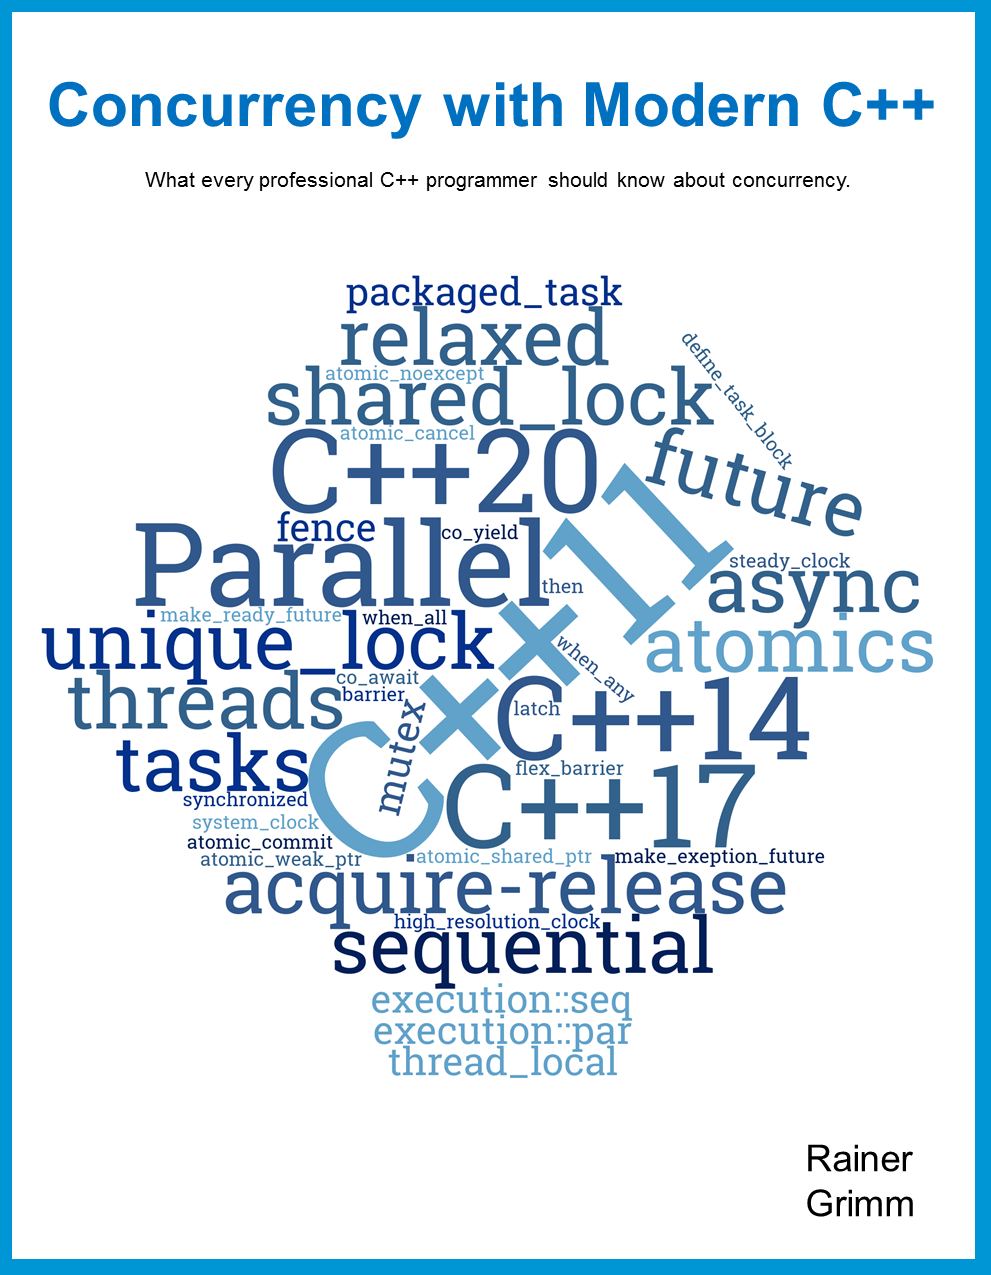 Concurrency with Modern C++
What every professional C++ programmer should know about concurrency.
packaged_task
relaxed
define_task_block
atomic_noexcept
shared_lock
atomic_cancel
C++20
future
C++11
fence
co_yield
Parallel
steady_clock
then
async
make_ready_future
when_all
unique_lock
atomics
when_any
co_await
barrier
threads
mutex
latch
C++14
tasks
flex_barrier
C++17
synchronized
system_clock
atomic_commit
atomic_weak_ptr
atomic_shared_ptr
make_exeption_future
acquire-release
high_resolution_clock
sequential
execution::seq
execution::par
thread_local
Rainer
Grimm